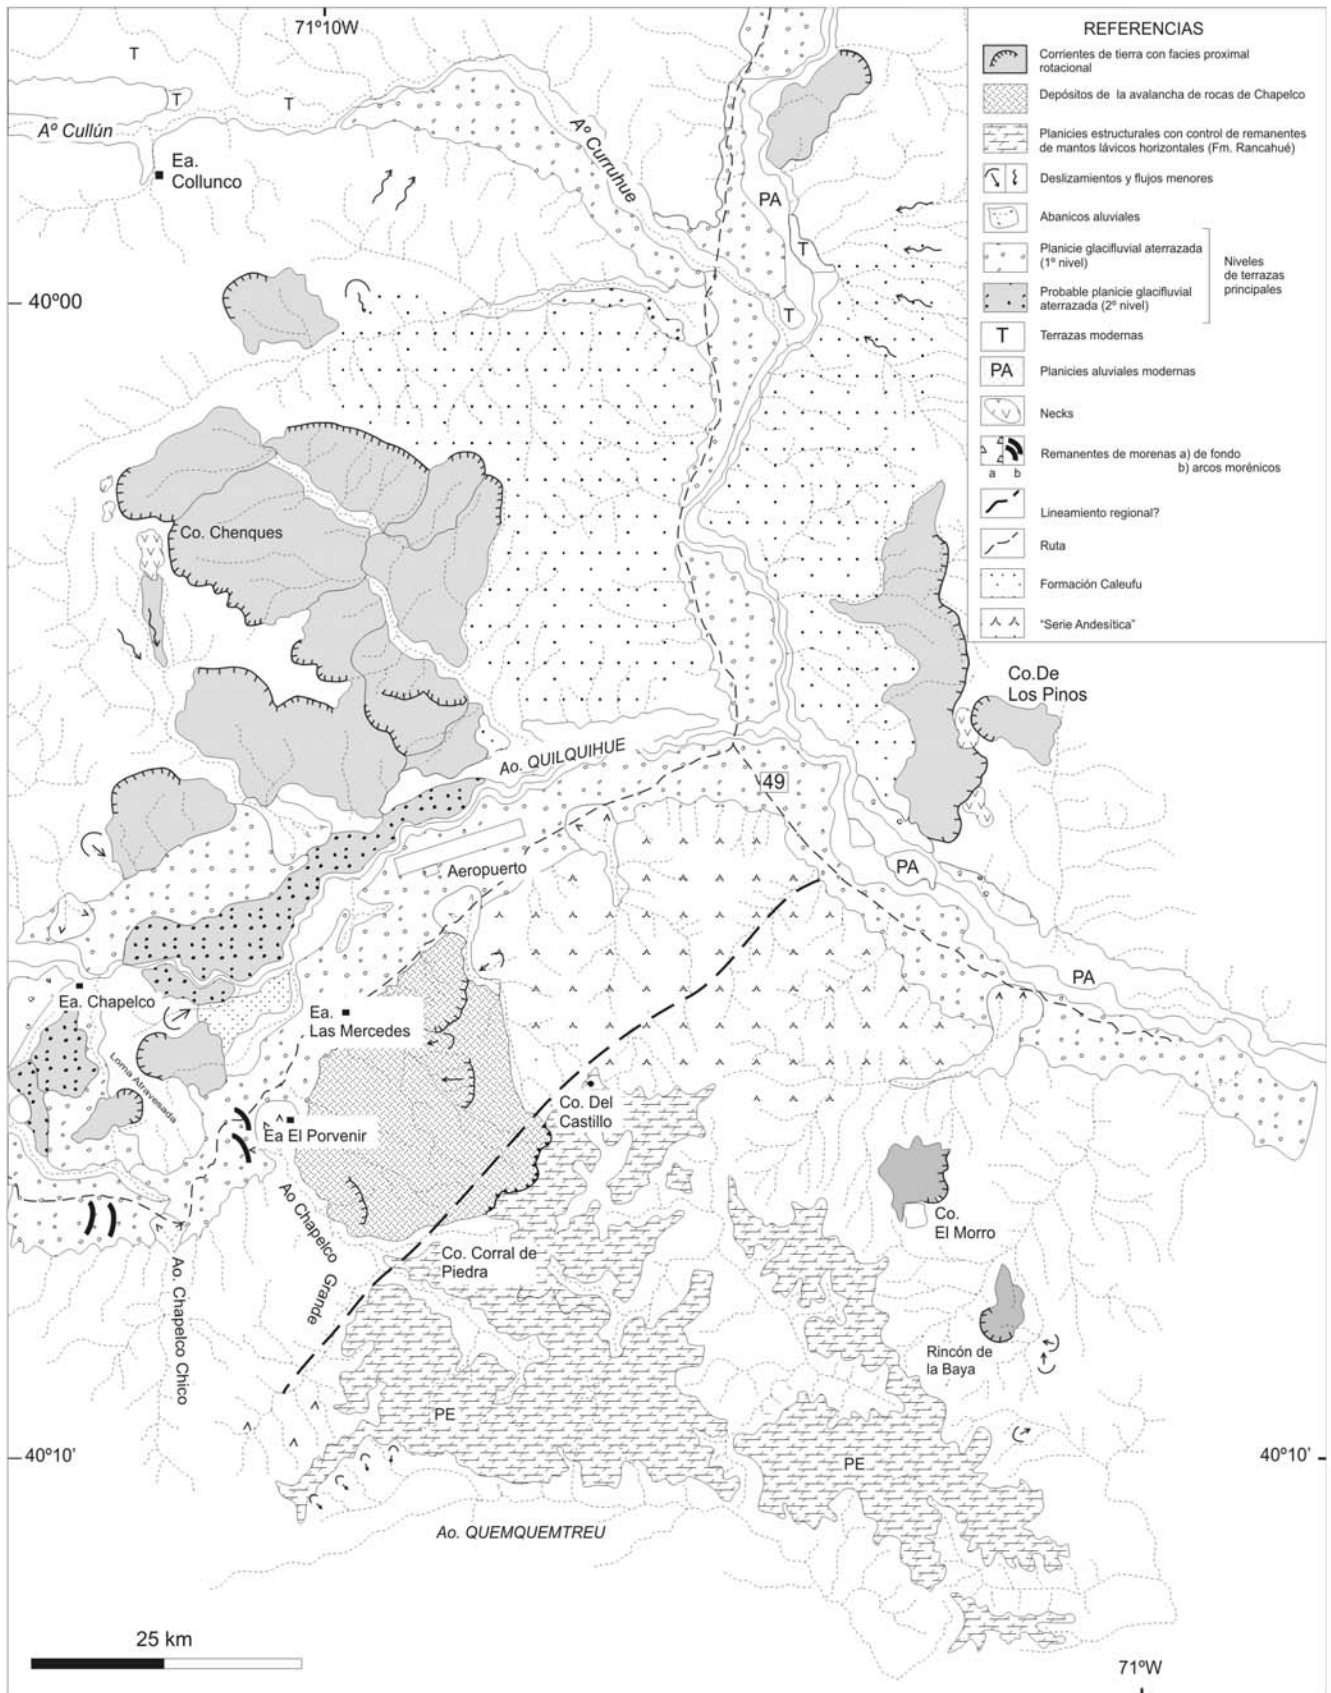 71º10W
T
T
T
Aº Cullún
Ea.
Collunco
Aº Curruhue
PA
T
T
40º00
Co. Chenques
Co.De
Los Pinos
Ao. QUILQUIHUE
49
Aeropuerto
PA
PA
Ea. Chapelco
Ea.
Las Mercedes
Loma Atravesada
Co. Del
Castillo
Ea El Porvenir
Ao Chapelco Grande
Co.
El Morro
Co. Corral de
Piedra
Ao. Chapelco Chico
Rincón de
la Baya
PE
PE
40º10'
40º10'
Ao. QUEMQUEMTREU
25 km
71ºW
REFERENCIAS
Corrientes de tierra con facies proximal
rotacional
Depósitos de la avalancha de rocas de Chapelco
Planicies estructurales con control de remanentes
de mantos lávicos horizontales (Fm. Rancahué)
Deslizamientos y flujos menores
Abanicos aluviales
Planicie glacifluvial aterrazada
(1º nivel)
Niveles
de terrazas
principales
Probable planicie glacifluvial
aterrazada (2º nivel)
T
Terrazas modernas
PA
Planicies aluviales modernas
Necks
Remanentes de morenas a) de fondo
b) arcos morénicos
a b
Lineamiento regional?
Ruta
Formación Caleufu
"Serie Andesítica"